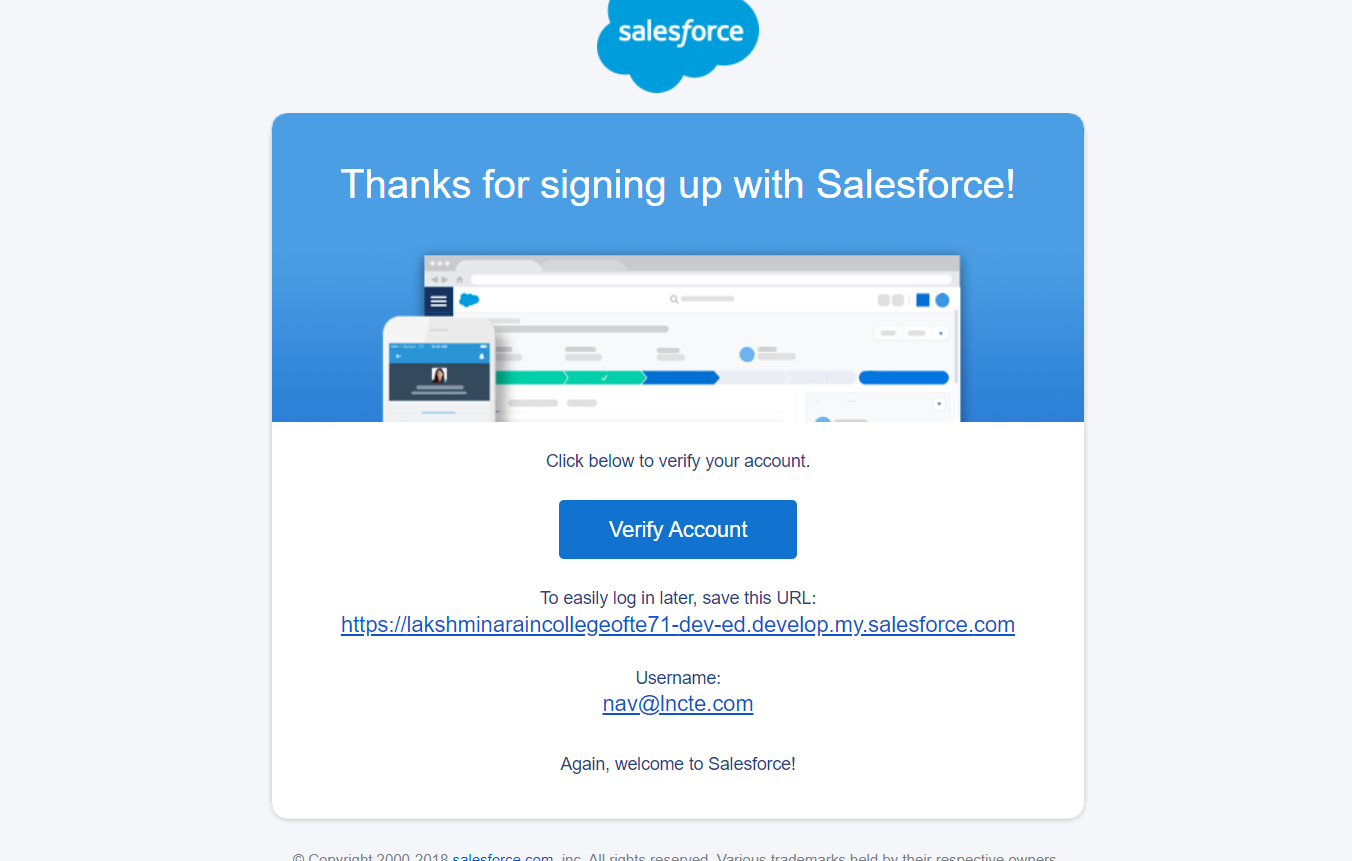 salesforce
Thanks for signing up with Salesforce!
Click below to verify your account.
Verify Account
To easily log in later, save this URL:
https://lakshminaraincollegeofte71-dev-ed.develop.my.salesforce.com
Username:
nav@lncte.com
Again, welcome to Salesforce!
© Copyright 2000-2018 salesforce.com, inc. All rights reserved. Various trademarks held by their respective owners.